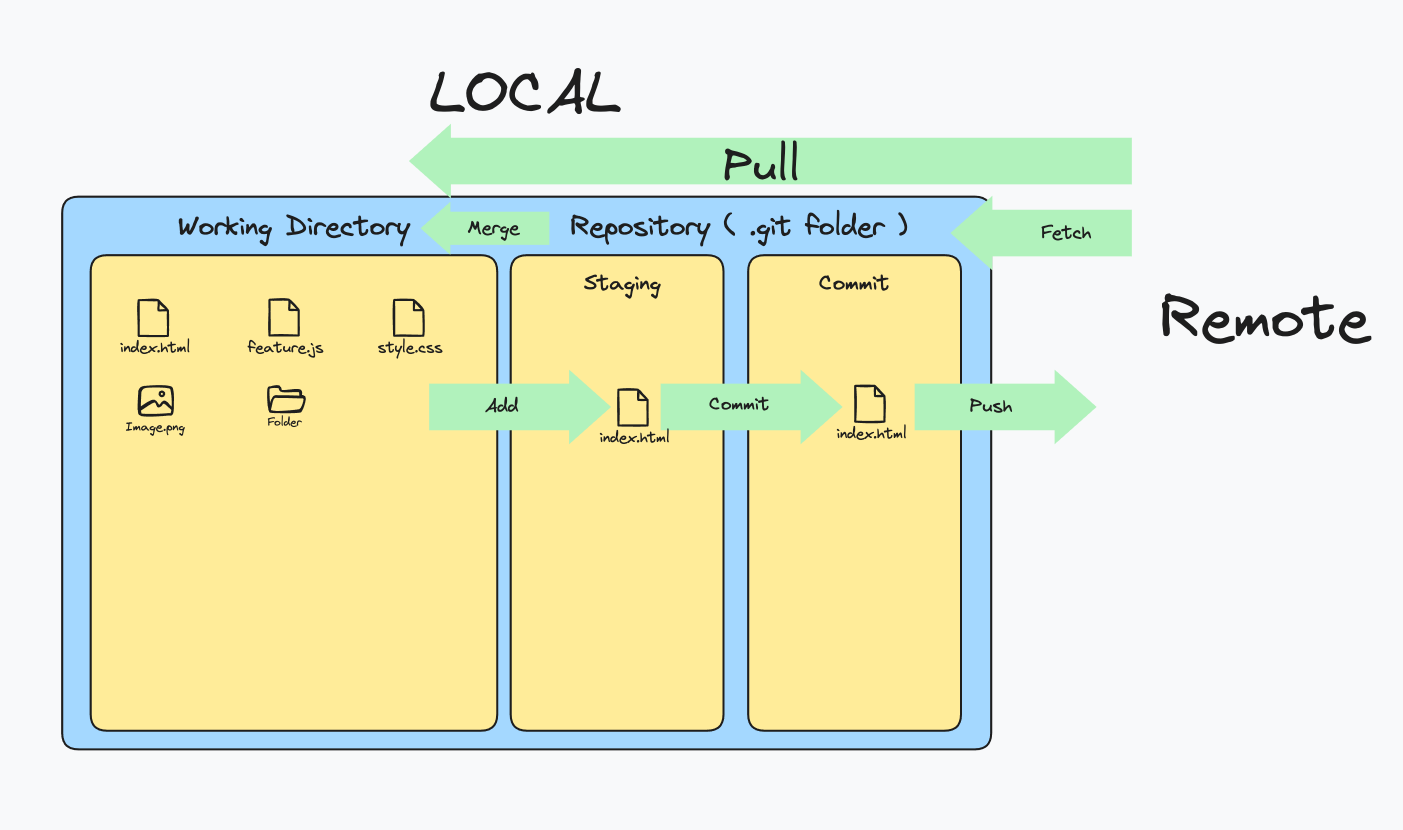 LOCAL
Pull
Working Directory
Merge
Repository ( .git folder )
Fetch
Staging
Commit
Remote
index.html
feature.js
style.css
Image.png
Folder
Add
index.html
Commit
index.html
Push